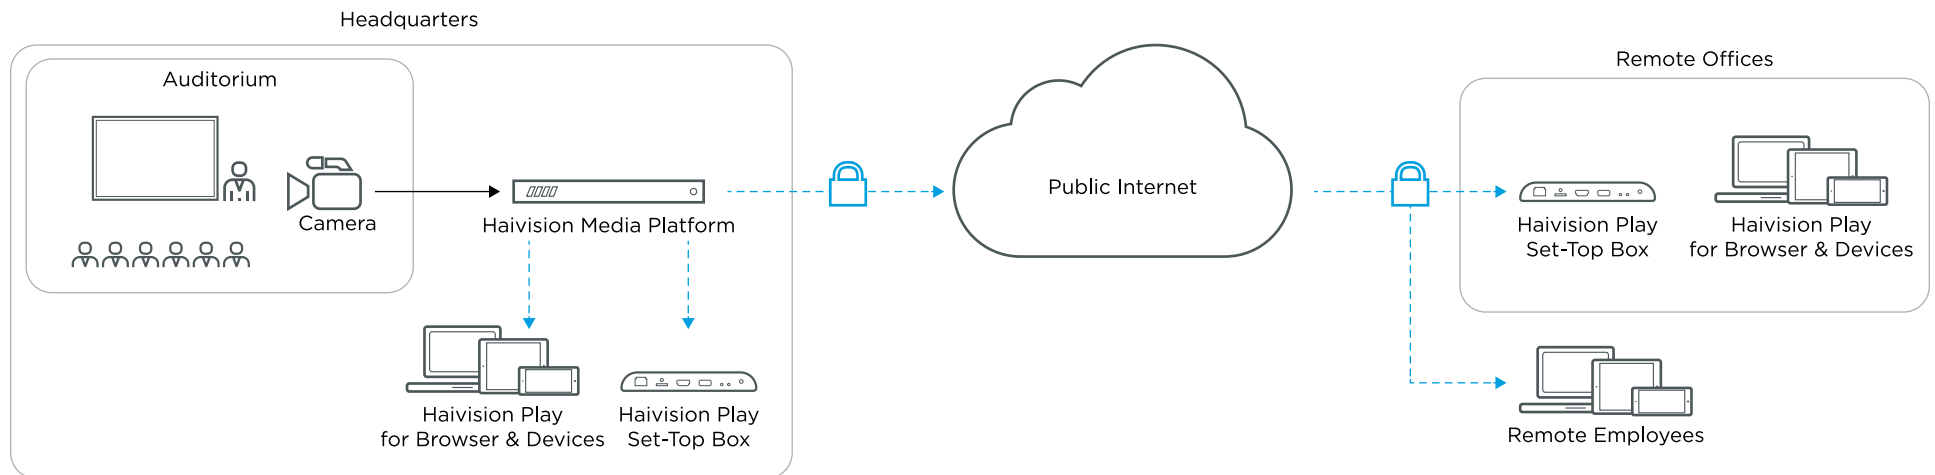 Headquarters
Auditorium
Camera
Haivision Media Platform
Haivision Play
for Browser & Devices
Haivision Play
Set-Top Box
Public Internet
Remote Offices
Haivision Play
Set-Top Box
Haivision Play
for Browser & Devices
Remote Employees